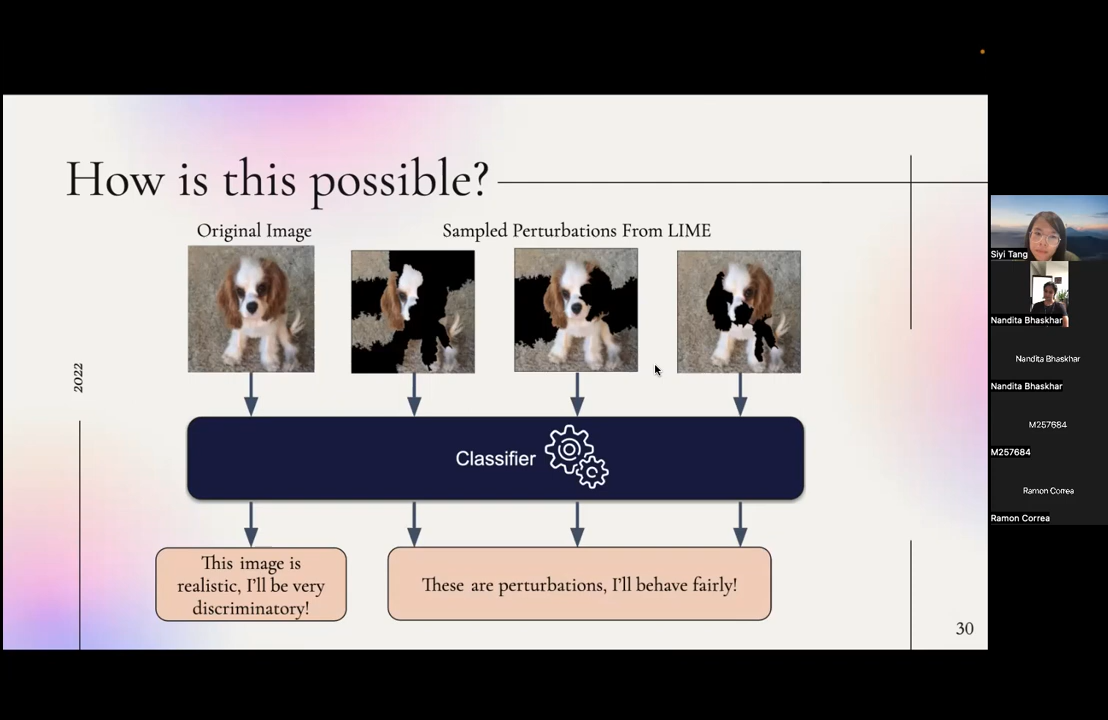 How is this possible?
Original Image
Sampled Perturbations From LIME
2022
Classifier
This image is
realistic, I'll be very
discriminatory!
These are perturbations, I'll behave fairly!
30
Siyi Tang
Nandita Bhaskhar
Nandita Bhaskhar
Nandita Bhaskhar
M257684
M257684
Ramon Correa
Ramon Correa